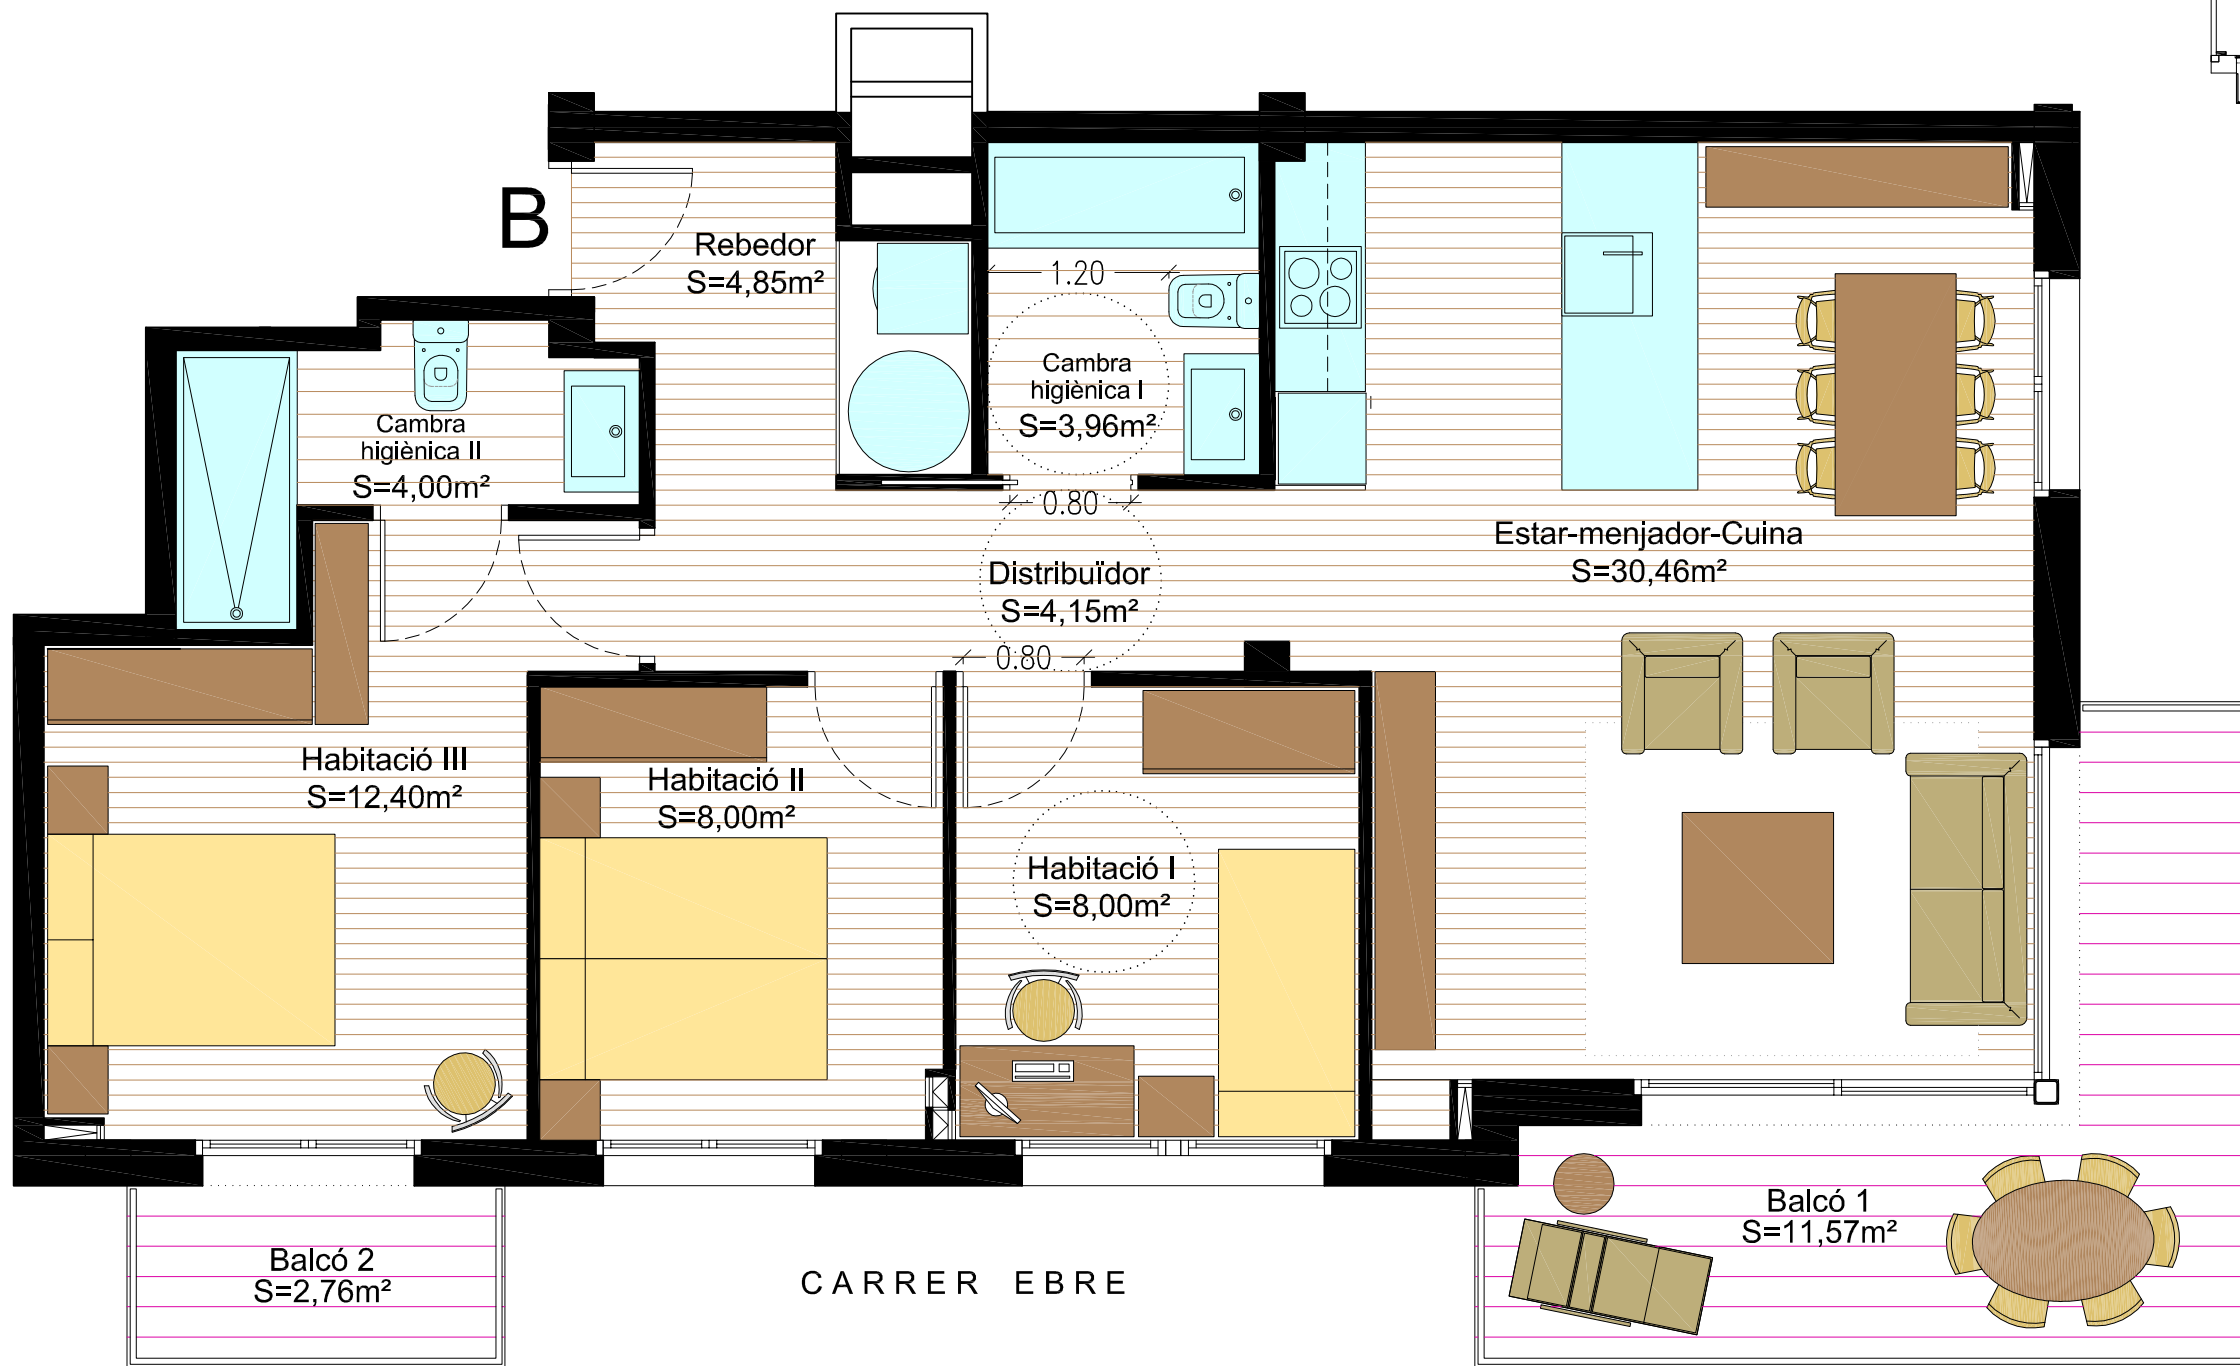 B
Rebedor
S=4,85m²
1.20
Cambra
higiènica I
S=3,96m²
Cambra
higiènica II
S=4,00m²
0.80
Estar-menjador-Cuina
S=30,46m²
Distribuïdor
S=4,15m²
0.80
Habitació III
S=12,40m²
Habitació II
S=8,00m²
Habitació I
S=8,00m²
Balcó 1
S=11,57m²
Balcó 2
S=2,76m²
CARRER EBRE